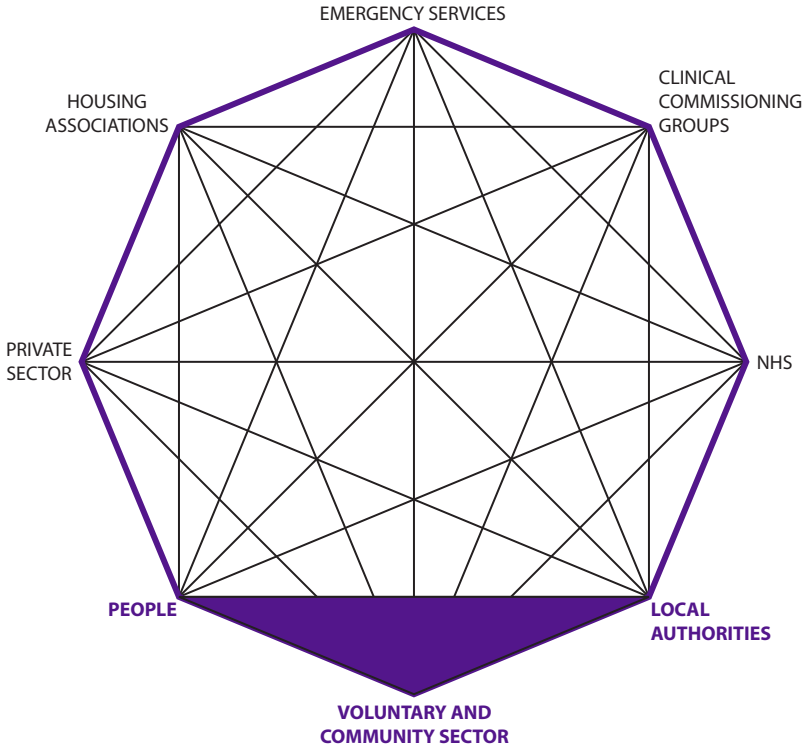 EMERGENCY SERVICES
HOUSING
ASSOCIATIONS
CLINICAL
COMMISSIONING
GROUPS
PRIVATE
SECTOR
NHS
PEOPLE
LOCAL
AUTHORITIES
VOLUNTARY AND
COMMUNITY SECTOR